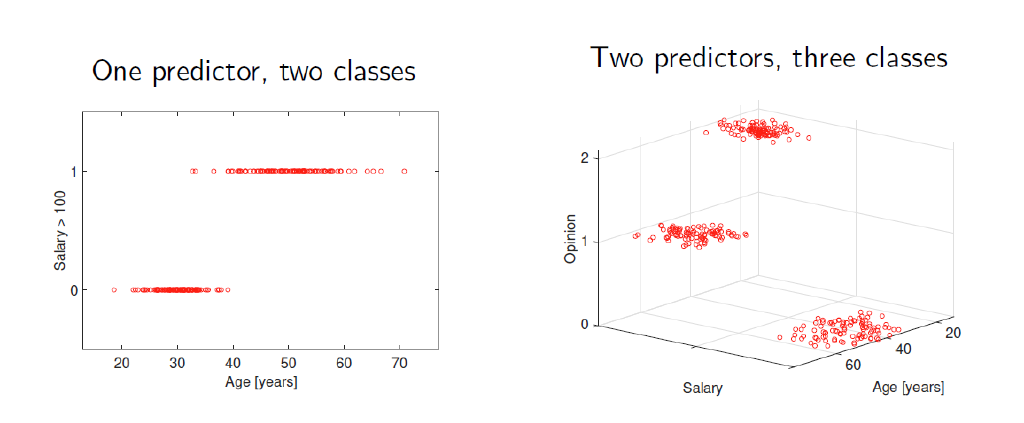 One predictor, two classes
1
0
Salary > 100
20 30 40 50 60 70
Age [years]
Two predictors, three classes
2
1
0
Opinion
20
40
60
Salary
Age [years]